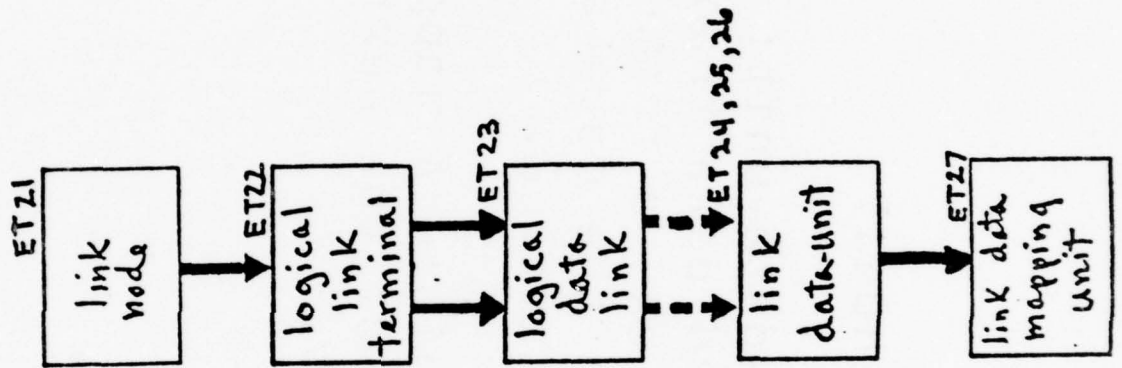 ET21
link
node
ET22
logical
link
terminal
ET23
logical
data
link
ET24,25,26
link
data-unit
ET27
link data
mapping
unit